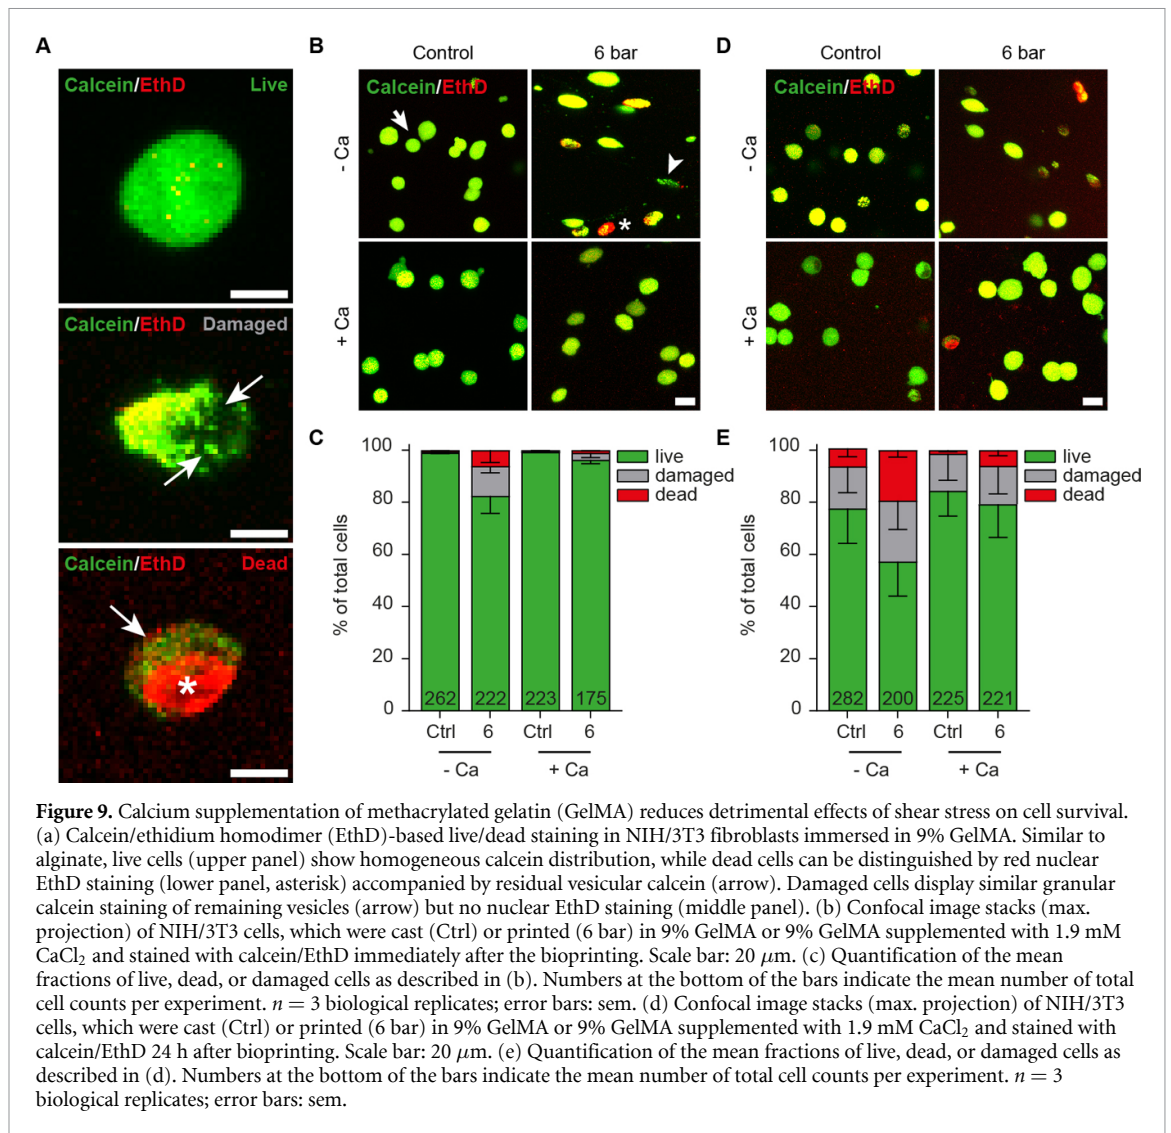 A
Calcein/EthD Live
Calcein/EthD Damaged
Calcein/EthD Dead
*
B
Control 6 bar
Calcein/EthD
- Ca
*
+ Ca
C
100
80
60
40
20
0
% of total cells
live
damaged
dead
262 222 223 175
Ctrl 6 Ctrl 6
- Ca + Ca
D
Control 6 bar
Calcein/EthD
- Ca
+ Ca
E
100
80
60
40
20
0
% of total cells
live
damaged
dead
282 200 225 221
Ctrl 6 Ctrl 6
- Ca + Ca
Figure 9. Calcium supplementation of methacrylated gelatin (GelMA) reduces detrimental effects of shear stress on cell survival.
(a) Calcein/ethidium homodimer (EthD)-based live/dead staining in NIH/3T3 fibroblasts immersed in 9% GelMA. Similar to
alginate, live cells (upper panel) show homogeneous calcein distribution, while dead cells can be distinguished by red nuclear
EthD staining (lower panel, asterisk) accompanied by residual vesicular calcein (arrow). Damaged cells display similar granular
calcein staining of remaining vesicles (arrow) but no nuclear EthD staining (middle panel). (b) Confocal image stacks (max.
projection) of NIH/3T3 cells, which were cast (Ctrl) or printed (6 bar) in 9% GelMA or 9% GelMA supplemented with 1.9 mM
CaCl₂ and stained with calcein/EthD immediately after the bioprinting. Scale bar: 20 μm. (c) Quantification of the mean
fractions of live, dead, or damaged cells as described in (b). Numbers at the bottom of the bars indicate the mean number of total
cell counts per experiment. n = 3 biological replicates; error bars: sem. (d) Confocal image stacks (max. projection) of NIH/3T3
cells, which were cast (Ctrl) or printed (6 bar) in 9% GelMA or 9% GelMA supplemented with 1.9 mM CaCl₂ and stained with
calcein/EthD 24 h after bioprinting. Scale bar: 20 μm. (e) Quantification of the mean fractions of live, dead, or damaged cells as
described in (d). Numbers at the bottom of the bars indicate the mean number of total cell counts per experiment. n = 3
biological replicates; error bars: sem.